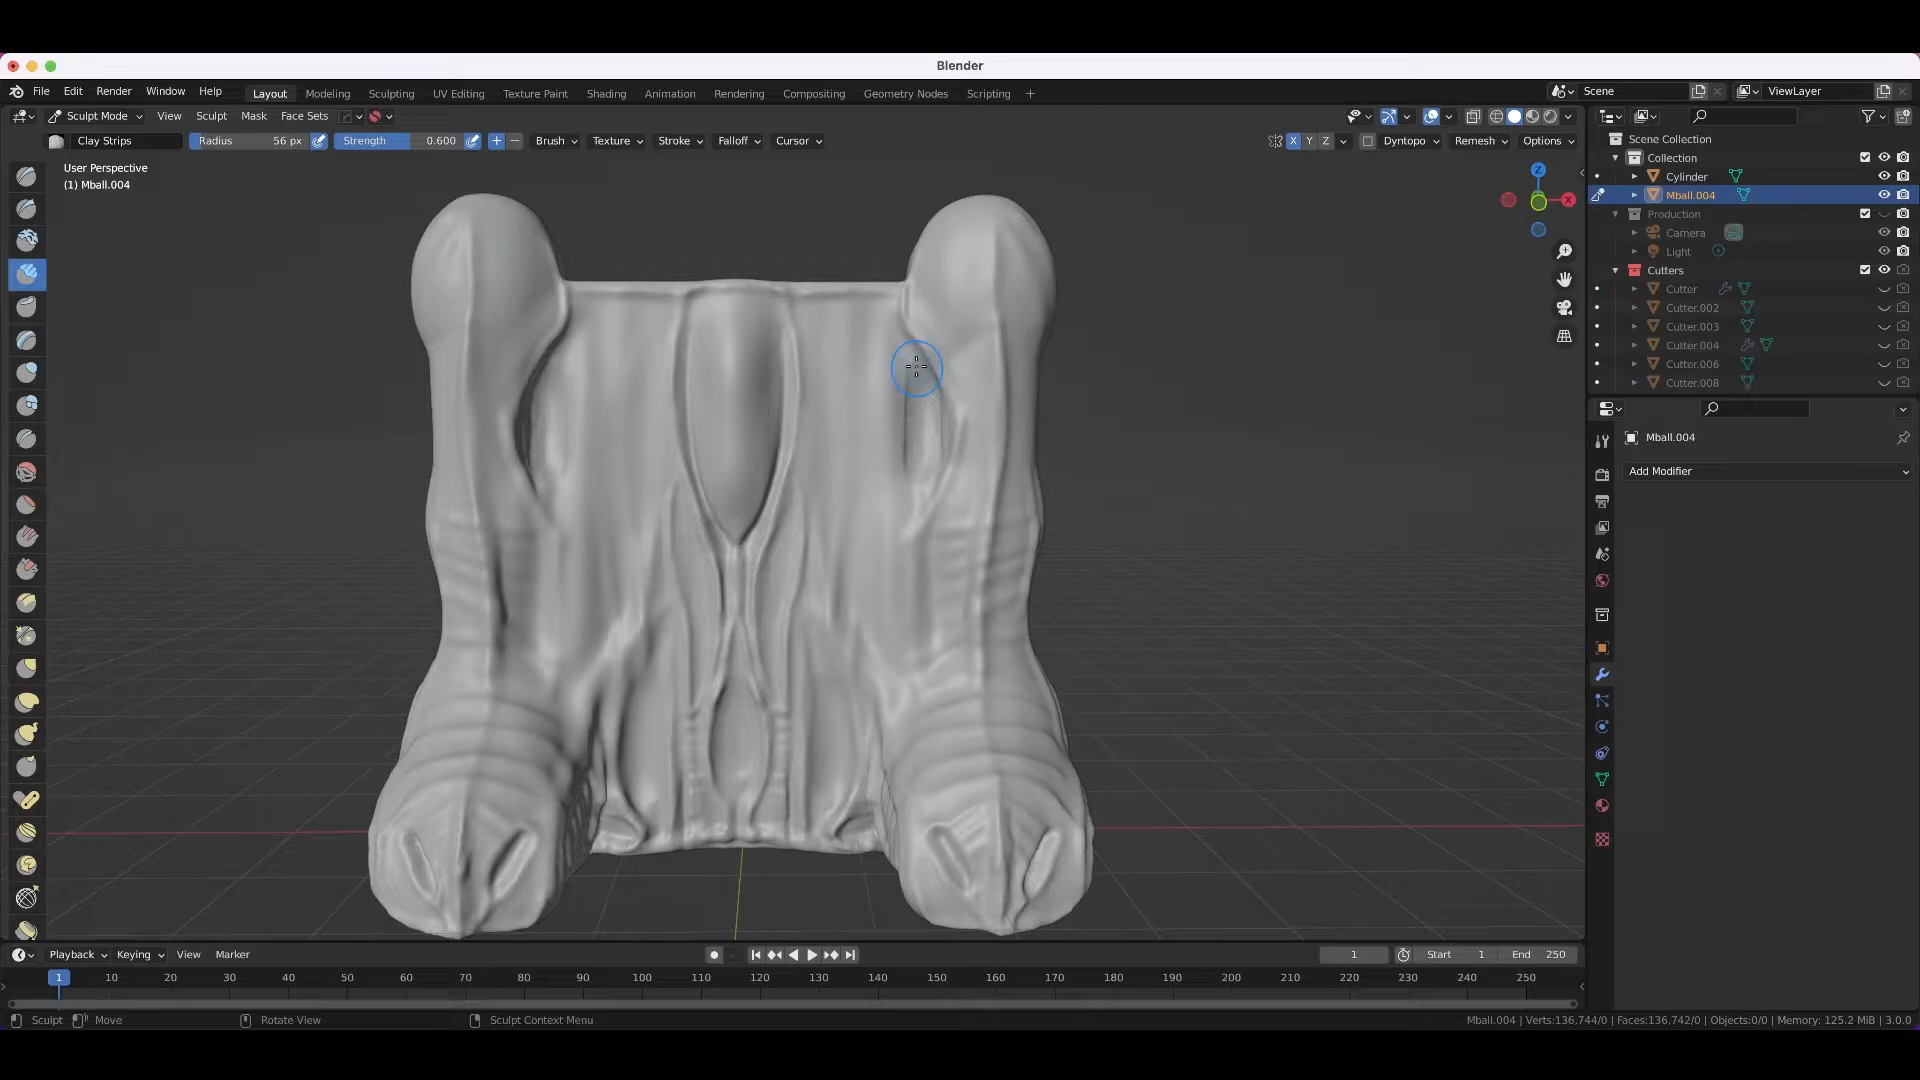 Blender
File Edit Render Window Help Layout Modeling Sculpting UV Editing Texture Paint Shading Animation Rendering Compositing Geometry Nodes Scripting + Scene ViewLayer
Sculpt Mode View Sculpt Mask Face Sets
Clay Strips Radius 56 px Strength 0.600 + − Brush Texture Stroke Falloff Cursor X Y Z Dyntopo Remesh Options
User Perspective
(1) Mball.004
Z
X
Scene Collection
Collection
Cylinder
Mball.004
Production
Camera
Light
Cutters
Cutter
Cutter.002
Cutter.003
Cutter.004
Cutter.006
Cutter.008
Mball.004
Add Modifier
Playback Keying View Marker 1 Start 1 End 250
1 10 20 30 40 50 60 70 80 90 100 110 120 130 140 150 160 170 180 190 200 210 220 230 240 250
Sculpt Move Rotate View Sculpt Context Menu Mball.004 | Verts:136,744/0 | Faces:136,742/0 | Objects:0/0 | Memory: 125.2 MiB | 3.0.0